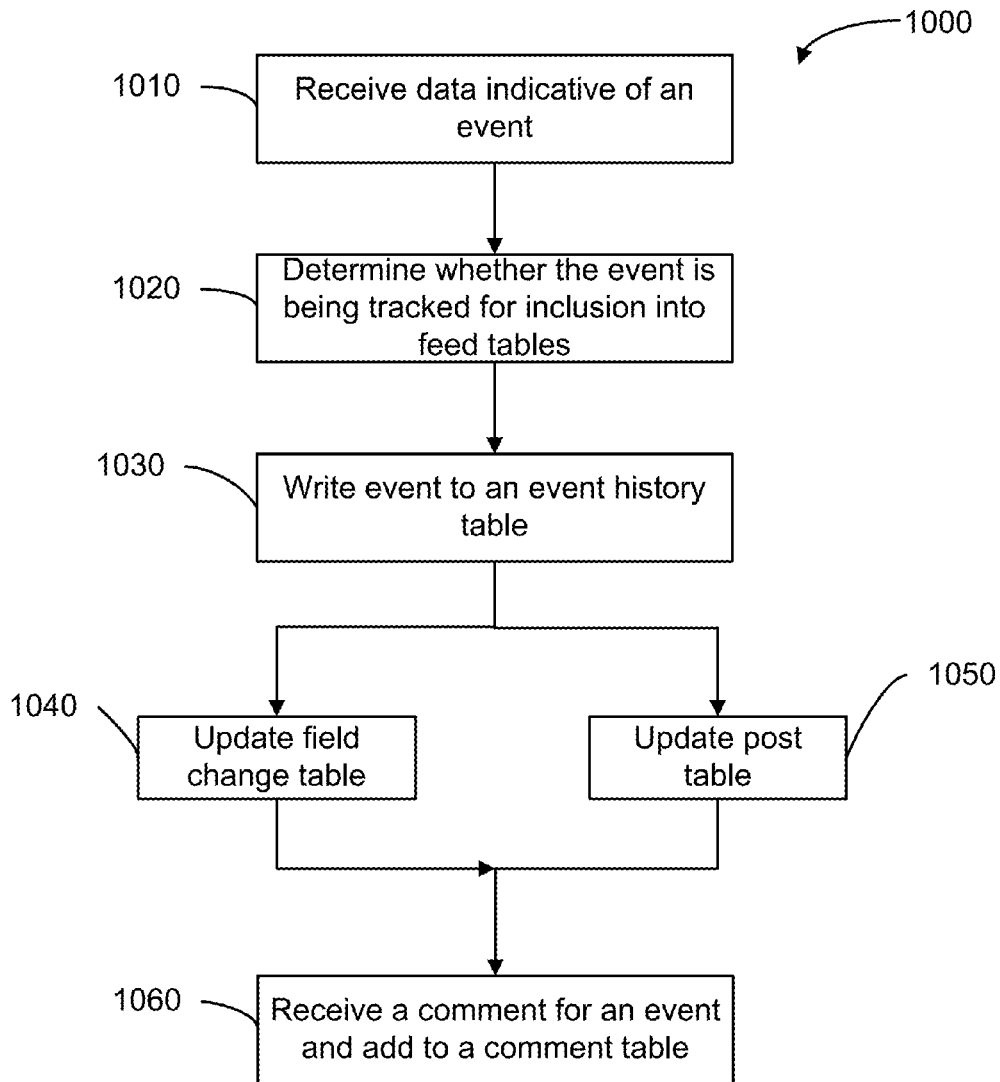 1000
1010
Receive data indicative of an
event
1020
Determine whether the event is
being tracked for inclusion into
feed tables
1030
Write event to an event history
table
1040
Update field
change table
1050
Update post
table
1060
Receive a comment for an event
and add to a comment table